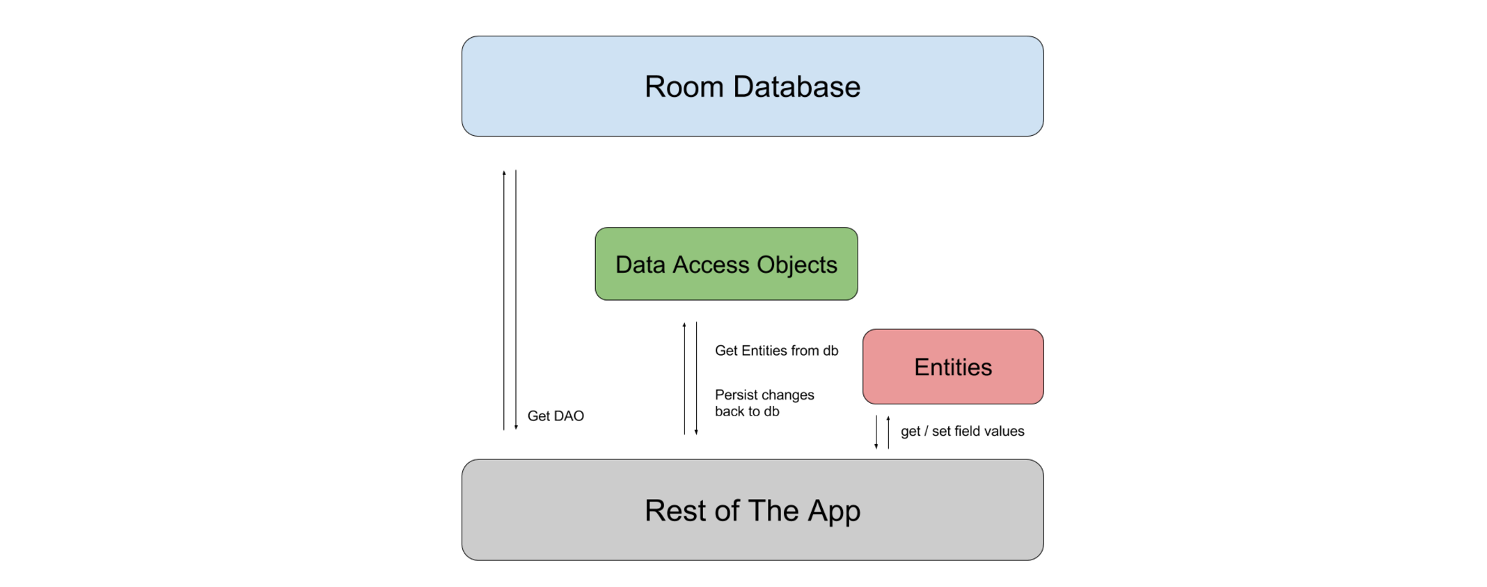 Room Database
Data Access Objects
Get Entities from db
Entities
Persist changes
back to db
Get DAO
get / set field values
Rest of The App